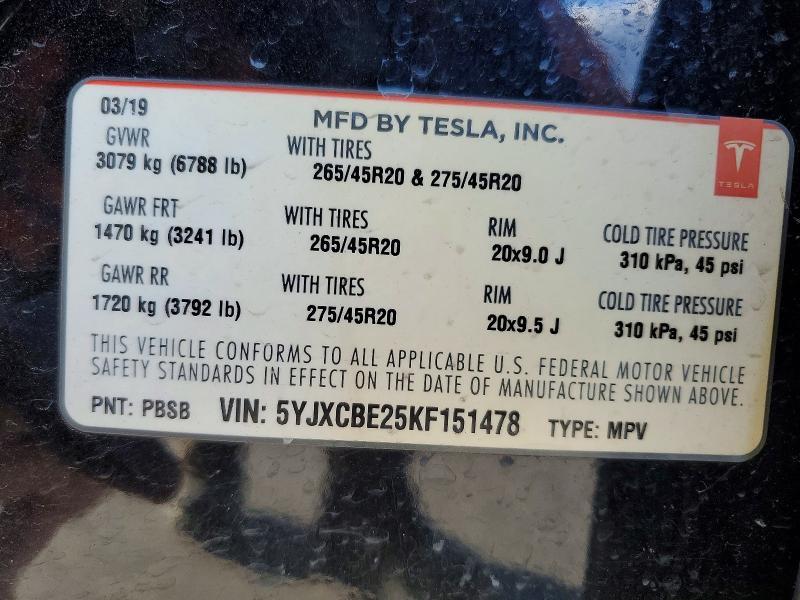 03/19
MFD BY TESLA, INC.
TESLA
GVWR
3079 kg (6788 lb)
WITH TIRES
265/45R20 & 275/45R20
GAWR FRT
1470 kg (3241 lb)
WITH TIRES
265/45R20
RIM
20x9.0 J
COLD TIRE PRESSURE
310 kPa, 45 psi
GAWR RR
1720 kg (3792 lb)
WITH TIRES
275/45R20
RIM
20x9.5 J
COLD TIRE PRESSURE
310 kPa, 45 psi
THIS VEHICLE CONFORMS TO ALL APPLICABLE U.S. FEDERAL MOTOR VEHICLE
SAFETY STANDARDS IN EFFECT ON THE DATE OF MANUFACTURE SHOWN ABOVE.
PNT: PBSB VIN: 5YJXCBE25KF151478 TYPE: MPV